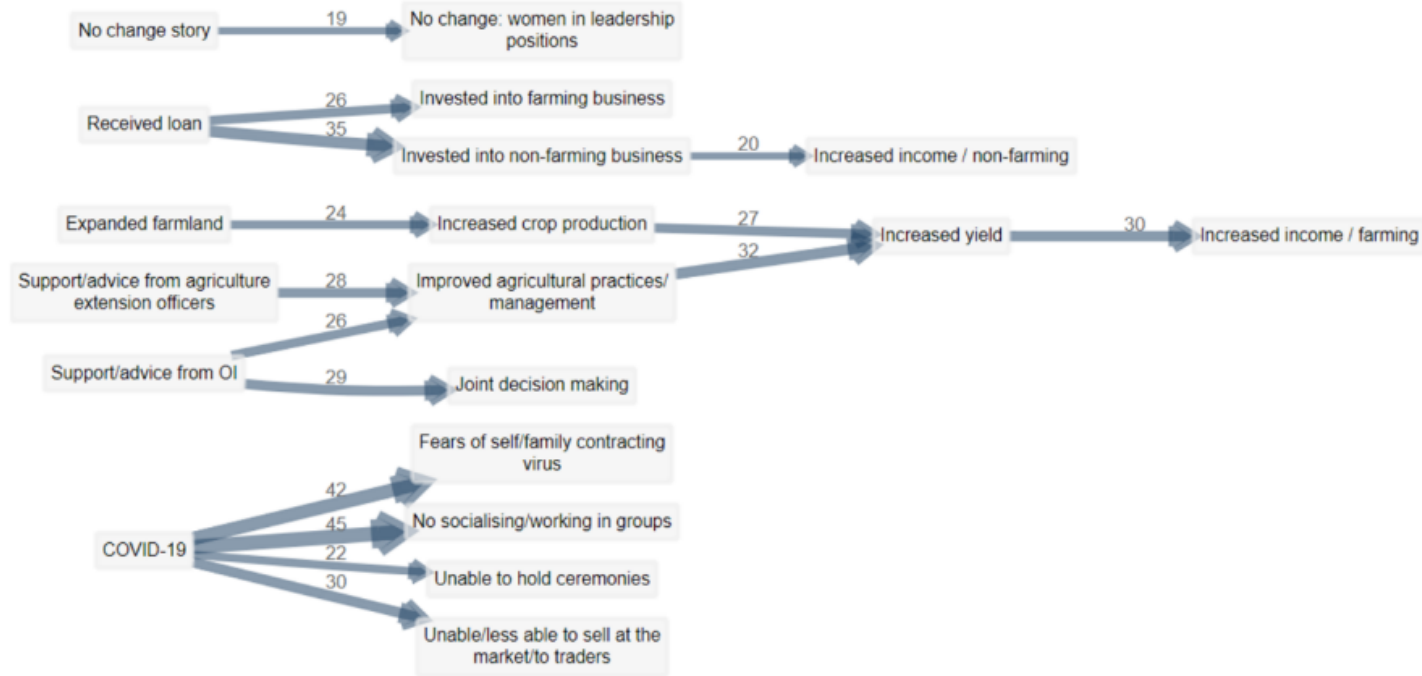 19
No change story
No change: women in leadership
positions
26
Invested into farming business
Received loan
35
Invested into non-farming business
20
Increased income / non-farming
Expanded farmland
24
Increased crop production
27
Increased yield
30
Increased income / farming
32
Support/advice from agriculture
extension officers
28
Improved agricultural practices/
management
26
Support/advice from OI
29
Joint decision making
Fears of self/family contracting
virus
42
45
No socialising/working in groups
COVID-19
22
Unable to hold ceremonies
30
Unable/less able to sell at the
market/to traders